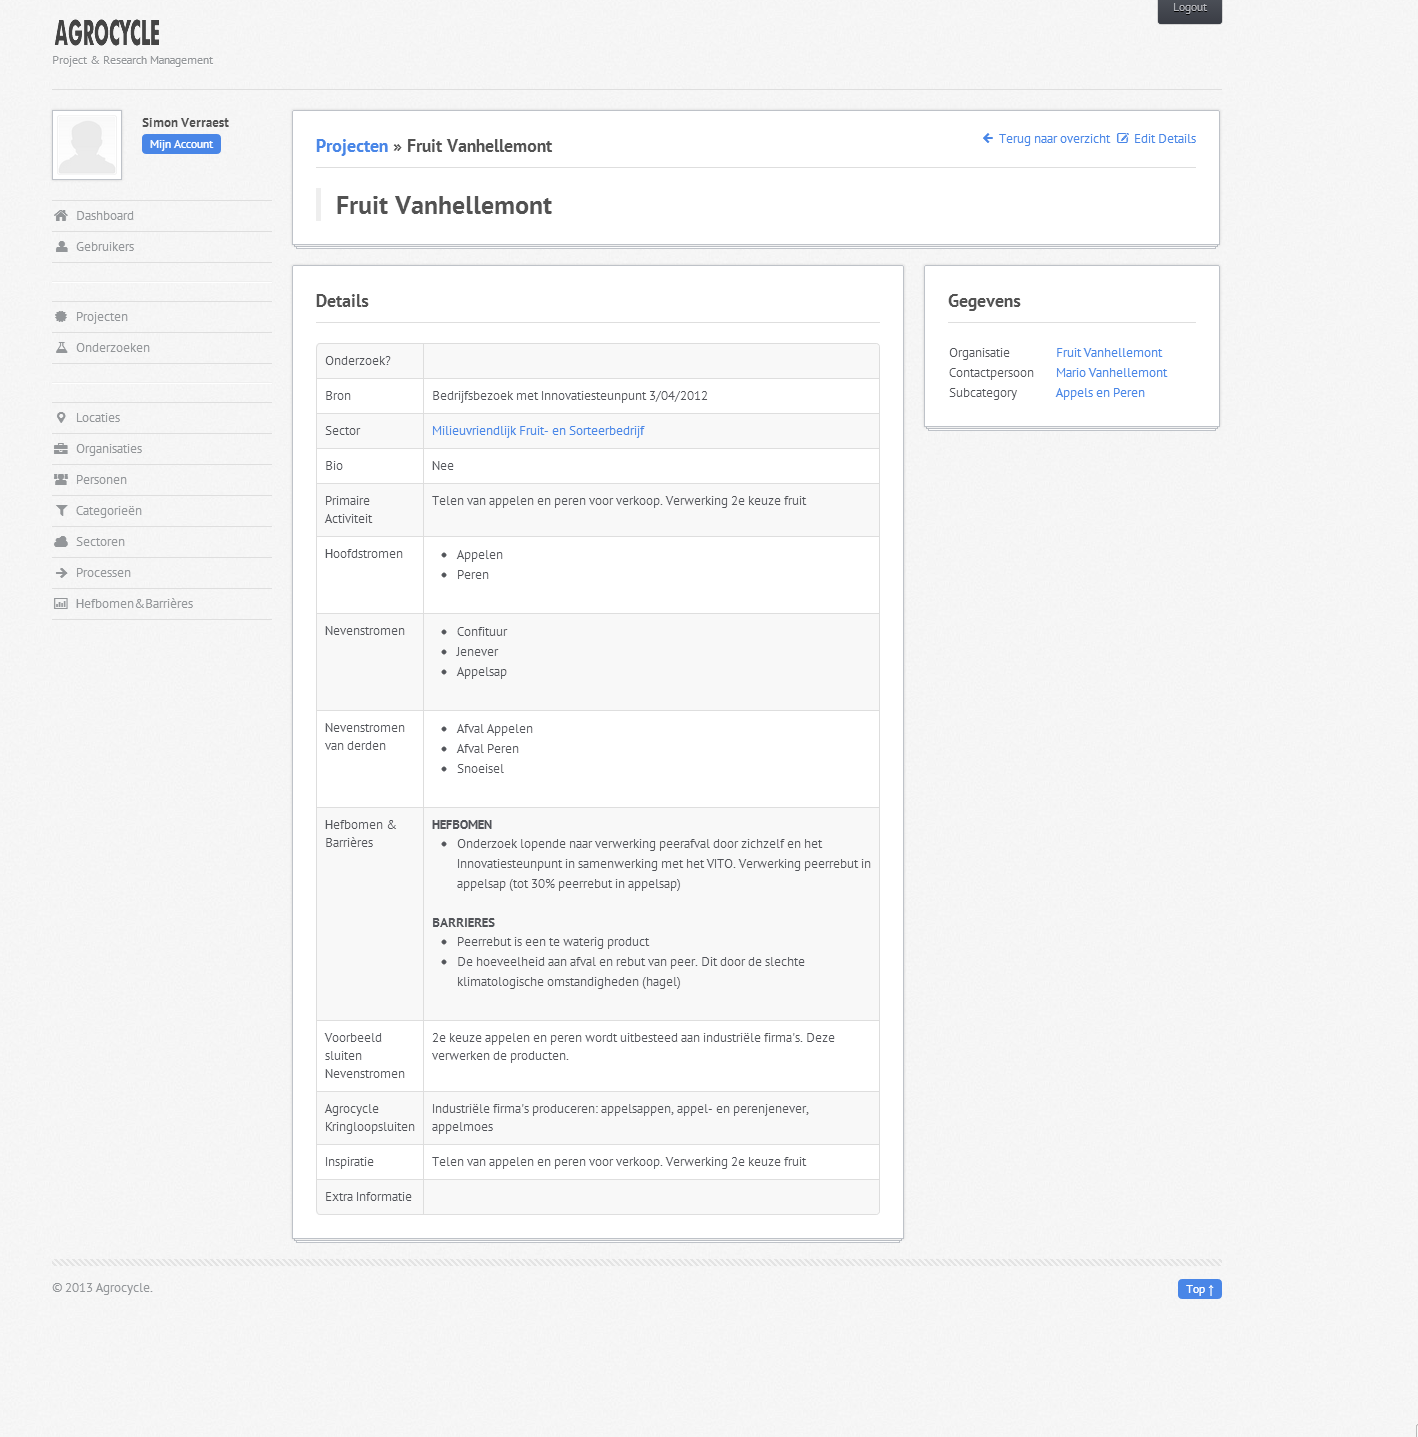 Logout
AGROCYCLE
Project & Research Management
Simon Verraest
Mijn Account
Dashboard
Gebruikers
Projecten
Onderzoeken
Locaties
Organisaties
Personen
Categorieën
Sectoren
Processen
Hefbomen&Barrières
Projecten » Fruit Vanhellemont
Terug naar overzicht Edit Details
Fruit Vanhellemont
Details
Onderzoek?
Bron Bedrijfsbezoek met Innovatiesteunpunt 3/04/2012
Sector Milieuvriendlijk Fruit- en Sorteerbedrijf
Bio Nee
Primaire Telen van appelen en peren voor verkoop. Verwerking 2e keuze fruit
Activiteit
Hoofdstromen • Appelen
• Peren
Nevenstromen • Confituur
• Jenever
• Appelsap
Nevenstromen • Afval Appelen
van derden • Afval Peren
• Snoeisel
Hefbomen & HEFBOMEN
Barrières • Onderzoek lopende naar verwerking peerafval door zichzelf en het
Innovatiesteunpunt in samenwerking met het VITO. Verwerking peerrebut in
appelsap (tot 30% peerrebut in appelsap)
BARRIERES
• Peerrebut is een te waterig product
• De hoeveelheid aan afval en rebut van peer. Dit door de slechte
klimatologische omstandigheden (hagel)
Voorbeeld 2e keuze appelen en peren wordt uitbesteed aan industriële firma's. Deze
sluiten verwerken de producten.
Nevenstromen
Agrocycle Industriële firma's produceren: appelsappen, appel- en perenjenever,
Kringloopsluiten appelmoes
Inspiratie Telen van appelen en peren voor verkoop. Verwerking 2e keuze fruit
Extra Informatie
Gegevens
Organisatie Fruit Vanhellemont
Contactpersoon Mario Vanhellemont
Subcategory Appels en Peren
© 2013 Agrocycle.
Top ↑